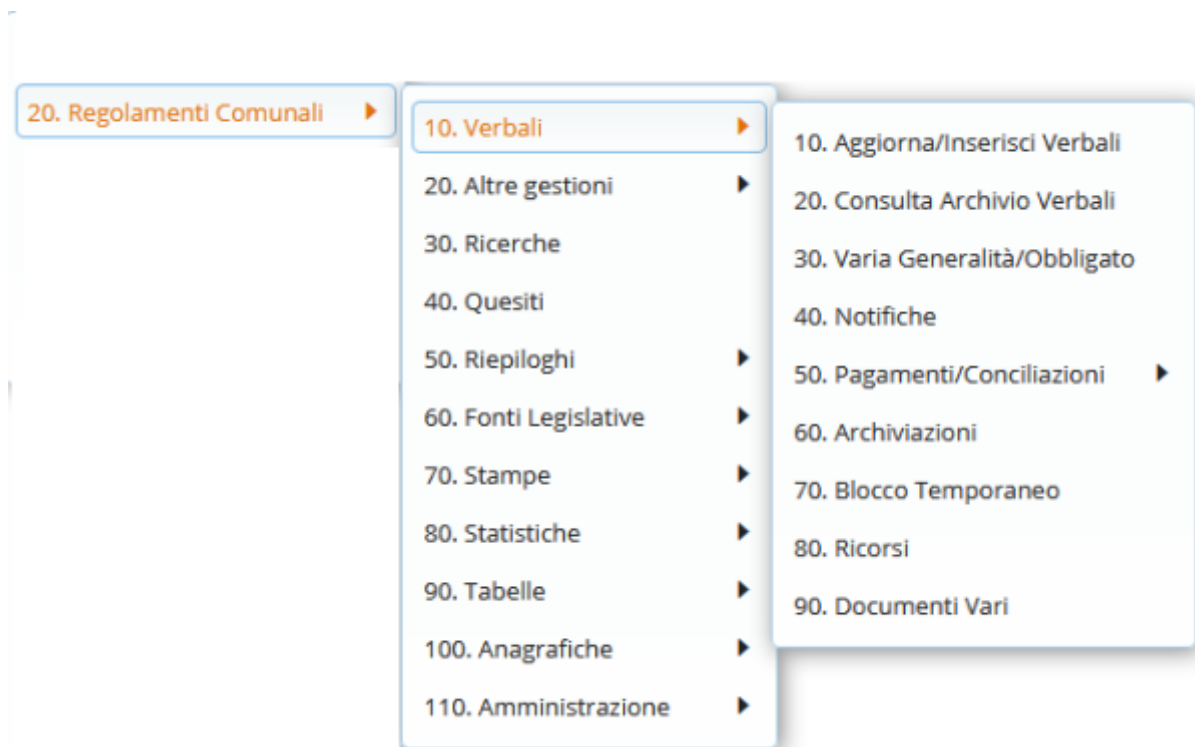 20. Regolamenti Comunali
10. Verbali
20. Altre gestioni
30. Ricerche
40. Quesiti
50. Riepiloghi
60. Fonti Legislative
70. Stampe
80. Statistiche
90. Tabelle
100. Anagrafiche
110. Amministrazione
10. Aggiorna/Inserisci Verbali
20. Consulta Archivio Verbali
30. Varia Generalità/Obbligato
40. Notifiche
50. Pagamenti/Conciliazioni
60. Archiviazioni
70. Blocco Temporaneo
80. Ricorsi
90. Documenti Vari